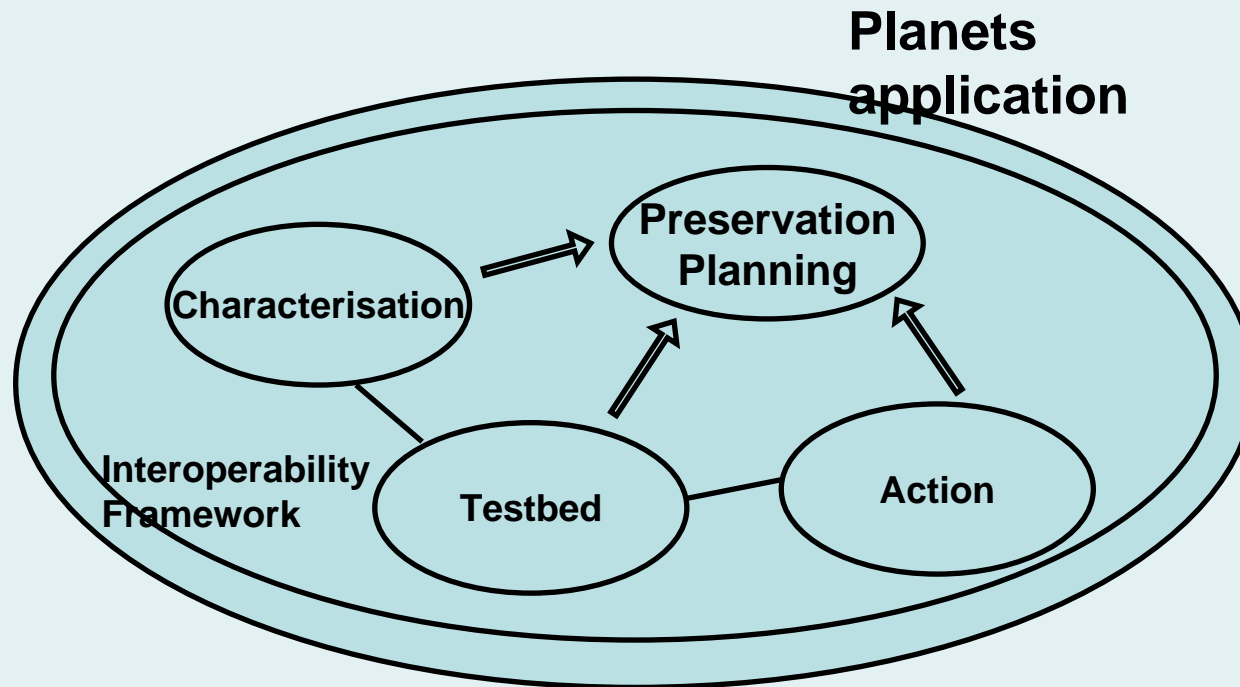 Planets
application
Preservation
Planning
Characterisation
Interoperability
Framework
Testbed
Action